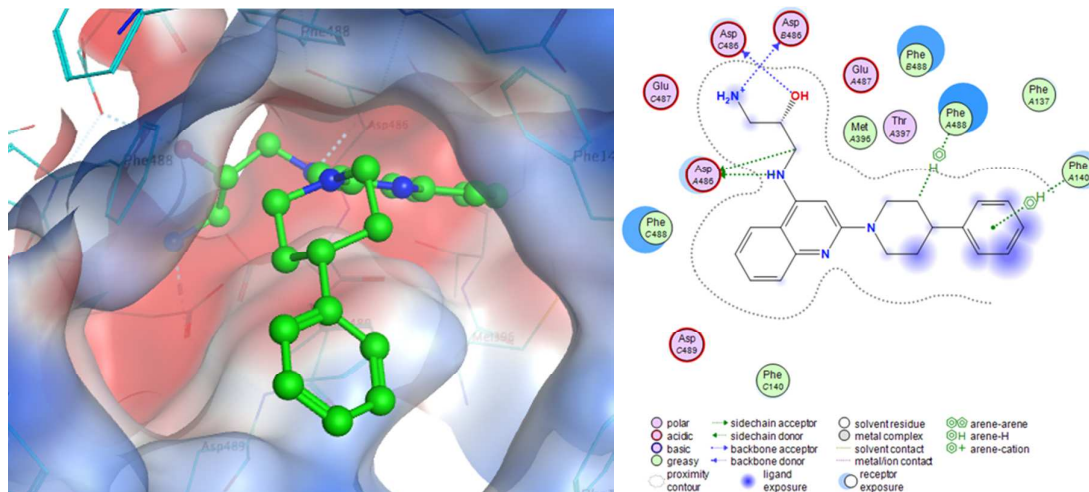 Phe488
Asp486
Phe14
Phe488
Met396
Asp489
Asp
C486
Asp
B486
Glu
C487
Glu
A487
Phe
B488
Phe
A137
H₂N
OH
Met
A396
Thr
A397
Phe
A488
H
Asp
A486
HN
Phe
A140
H
Phe
C488
N
N
Asp
C489
Phe
C140
polar
acidic
basic
greasy
proximity
contour
sidechain acceptor
sidechain donor
backbone acceptor
backbone donor
ligand
exposure
solvent residue
metal complex
solvent contact
metal/ion contact
receptor
exposure
arene-arene
H arene-H
+ arene-cation